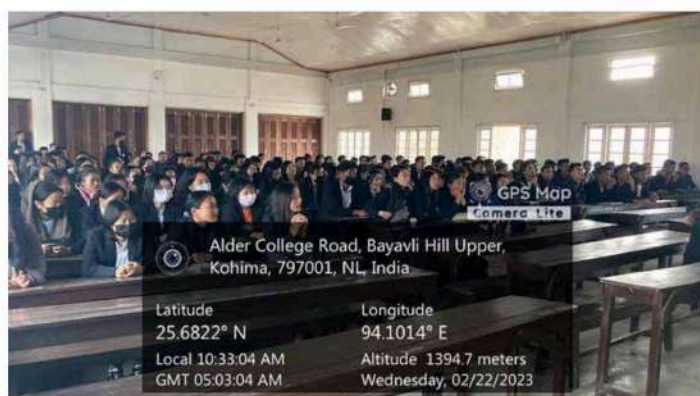 GPS Map
Camera Lite
Alder College Road, Bayavli Hill Upper,
Kohima, 797001, NL, India
Latitude
25.6822° N
Longitude
94.1014° E
Local 10:33:04 AM
GMT 05:03:04 AM
Altitude 1394.7 meters
Wednesday, 02/22/2023